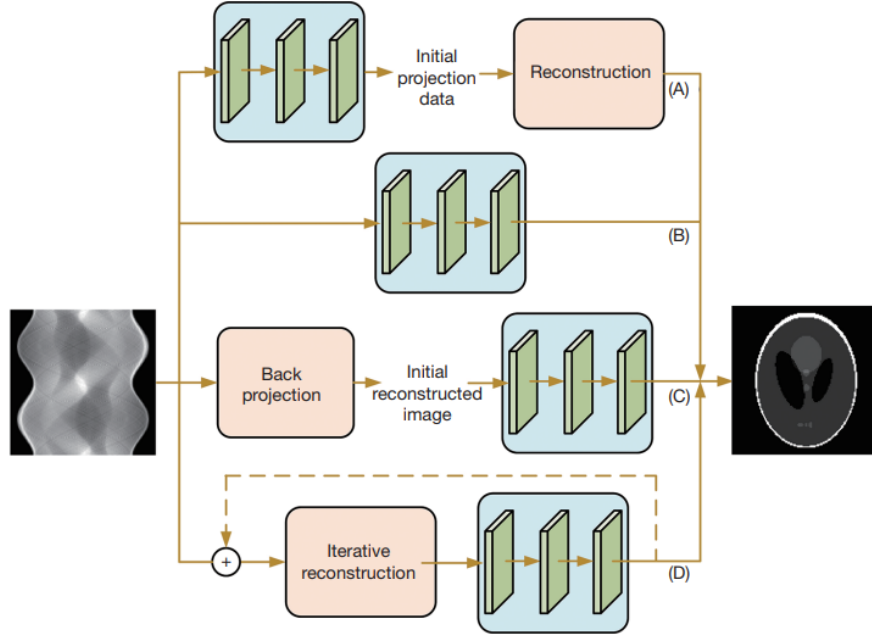 Initial
projection
data
Reconstruction
(A)
(B)
Back
projection
Initial
reconstructed
image
(C)
+
Iterative
reconstruction
(D)